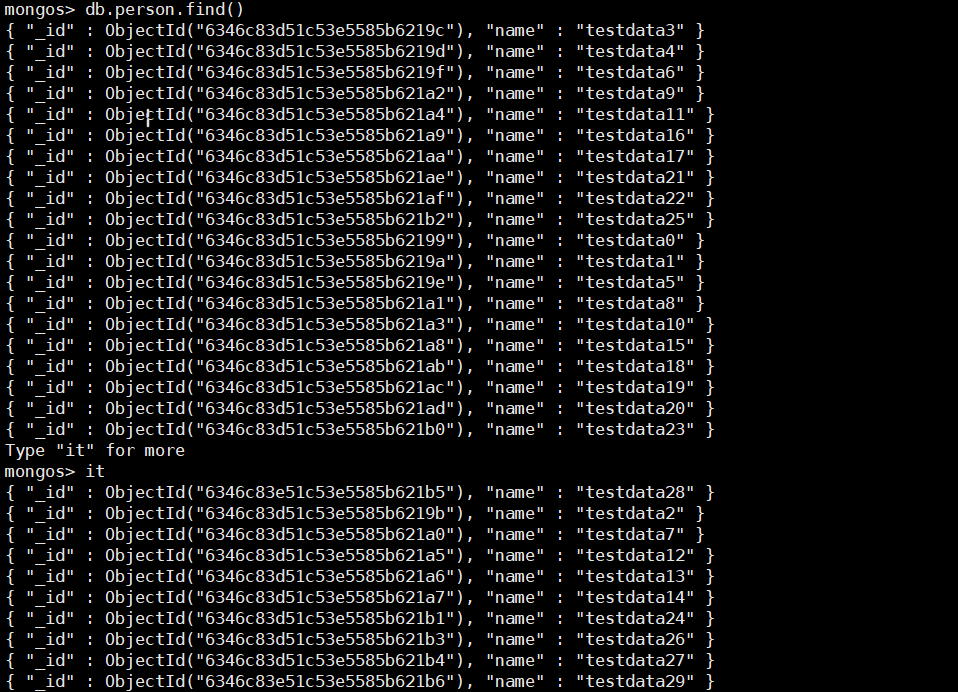 mongos> db.person.find()
{ "_id" : ObjectId("6346c83d51c53e5585b6219c"), "name" : "testdata3" }
{ "_id" : ObjectId("6346c83d51c53e5585b6219d"), "name" : "testdata4" }
{ "_id" : ObjectId("6346c83d51c53e5585b6219f"), "name" : "testdata6" }
{ "_id" : ObjectId("6346c83d51c53e5585b621a2"), "name" : "testdata9" }
{ "_id" : ObjectId("6346c83d51c53e5585b621a4"), "name" : "testdata11" }
{ "_id" : ObjectId("6346c83d51c53e5585b621a9"), "name" : "testdata16" }
{ "_id" : ObjectId("6346c83d51c53e5585b621aa"), "name" : "testdata17" }
{ "_id" : ObjectId("6346c83d51c53e5585b621ae"), "name" : "testdata21" }
{ "_id" : ObjectId("6346c83d51c53e5585b621af"), "name" : "testdata22" }
{ "_id" : ObjectId("6346c83d51c53e5585b621b2"), "name" : "testdata25" }
{ "_id" : ObjectId("6346c83d51c53e5585b62199"), "name" : "testdata0" }
{ "_id" : ObjectId("6346c83d51c53e5585b6219a"), "name" : "testdata1" }
{ "_id" : ObjectId("6346c83d51c53e5585b6219e"), "name" : "testdata5" }
{ "_id" : ObjectId("6346c83d51c53e5585b621a1"), "name" : "testdata8" }
{ "_id" : ObjectId("6346c83d51c53e5585b621a3"), "name" : "testdata10" }
{ "_id" : ObjectId("6346c83d51c53e5585b621a8"), "name" : "testdata15" }
{ "_id" : ObjectId("6346c83d51c53e5585b621ab"), "name" : "testdata18" }
{ "_id" : ObjectId("6346c83d51c53e5585b621ac"), "name" : "testdata19" }
{ "_id" : ObjectId("6346c83d51c53e5585b621ad"), "name" : "testdata20" }
{ "_id" : ObjectId("6346c83d51c53e5585b621b0"), "name" : "testdata23" }
Type "it" for more
mongos> it
{ "_id" : ObjectId("6346c83e51c53e5585b621b5"), "name" : "testdata28" }
{ "_id" : ObjectId("6346c83d51c53e5585b6219b"), "name" : "testdata2" }
{ "_id" : ObjectId("6346c83d51c53e5585b621a0"), "name" : "testdata7" }
{ "_id" : ObjectId("6346c83d51c53e5585b621a5"), "name" : "testdata12" }
{ "_id" : ObjectId("6346c83d51c53e5585b621a6"), "name" : "testdata13" }
{ "_id" : ObjectId("6346c83d51c53e5585b621a7"), "name" : "testdata14" }
{ "_id" : ObjectId("6346c83d51c53e5585b621b1"), "name" : "testdata24" }
{ "_id" : ObjectId("6346c83d51c53e5585b621b3"), "name" : "testdata26" }
{ "_id" : ObjectId("6346c83d51c53e5585b621b4"), "name" : "testdata27" }
{ "_id" : ObjectId("6346c83e51c53e5585b621b6"), "name" : "testdata29" }